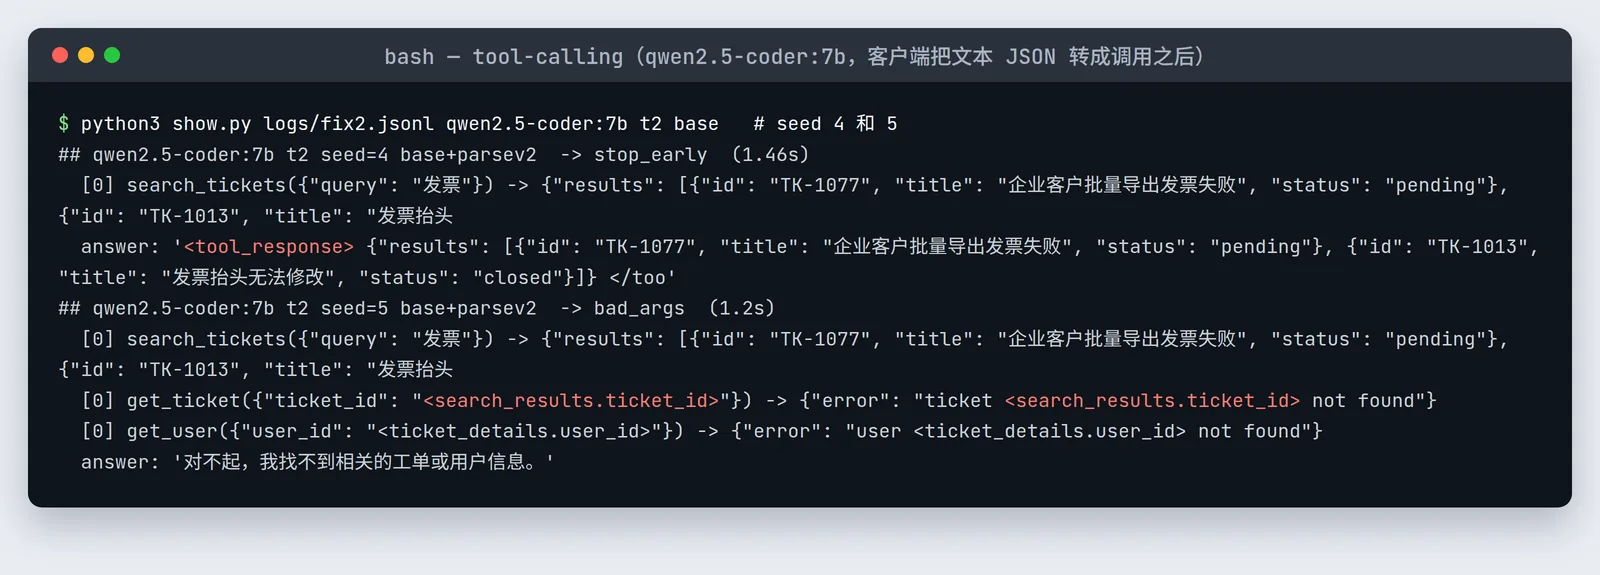 bash — tool-calling（qwen2.5-coder:7b，客户端把文本 JSON 转成调用之后）
$ python3 show.py logs/fix2.jsonl qwen2.5-coder:7b t2 base   # seed 4 和 5
## qwen2.5-coder:7b t2 seed=4 base+parsev2  -> stop_early  (1.46s)
  [0] search_tickets({"query": "发票"}) -> {"results": [{"id": "TK-1077", "title": "企业客户批量导出发票失败", "status": "pending"},
{"id": "TK-1013", "title": "发票抬头
  answer: '<tool_response> {"results": [{"id": "TK-1077", "title": "企业客户批量导出发票失败", "status": "pending"}, {"id": "TK-1013",
"title": "发票抬头无法修改", "status": "closed"}]} </too'
## qwen2.5-coder:7b t2 seed=5 base+parsev2  -> bad_args  (1.2s)
  [0] search_tickets({"query": "发票"}) -> {"results": [{"id": "TK-1077", "title": "企业客户批量导出发票失败", "status": "pending"},
{"id": "TK-1013", "title": "发票抬头
  [0] get_ticket({"ticket_id": "<search_results.ticket_id>"}) -> {"error": "ticket <search_results.ticket_id> not found"}
  [0] get_user({"user_id": "<ticket_details.user_id>"}) -> {"error": "user <ticket_details.user_id> not found"}
  answer: '对不起，我找不到相关的工单或用户信息。'